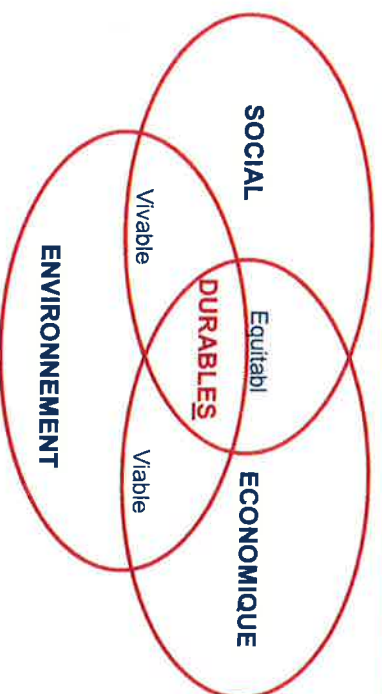 SOCIAL
ECONOMIQUE
Equitabl
DURABLES
Vivable
Viable
ENVIRONNEMENT